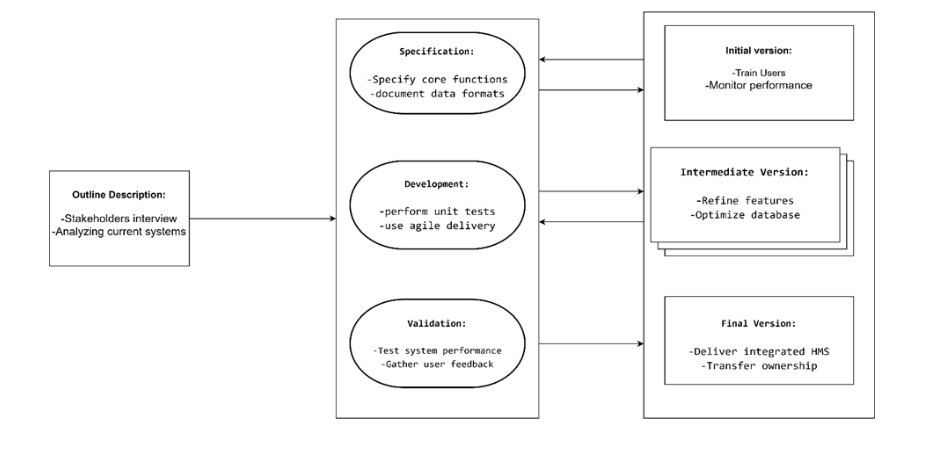 Outline Description:
-Stakeholders interview
-Analyzing current systems
Specification:
-Specify core functions
-document data formats
Development:
-perform unit tests
-use agile delivery
Validation:
-Test system performance
-Gather user feedback
Initial version:
-Train Users
-Monitor performance
Intermediate Version:
-Refine features
-Optimize database
Final Version:
-Deliver integrated HMS
-Transfer ownership